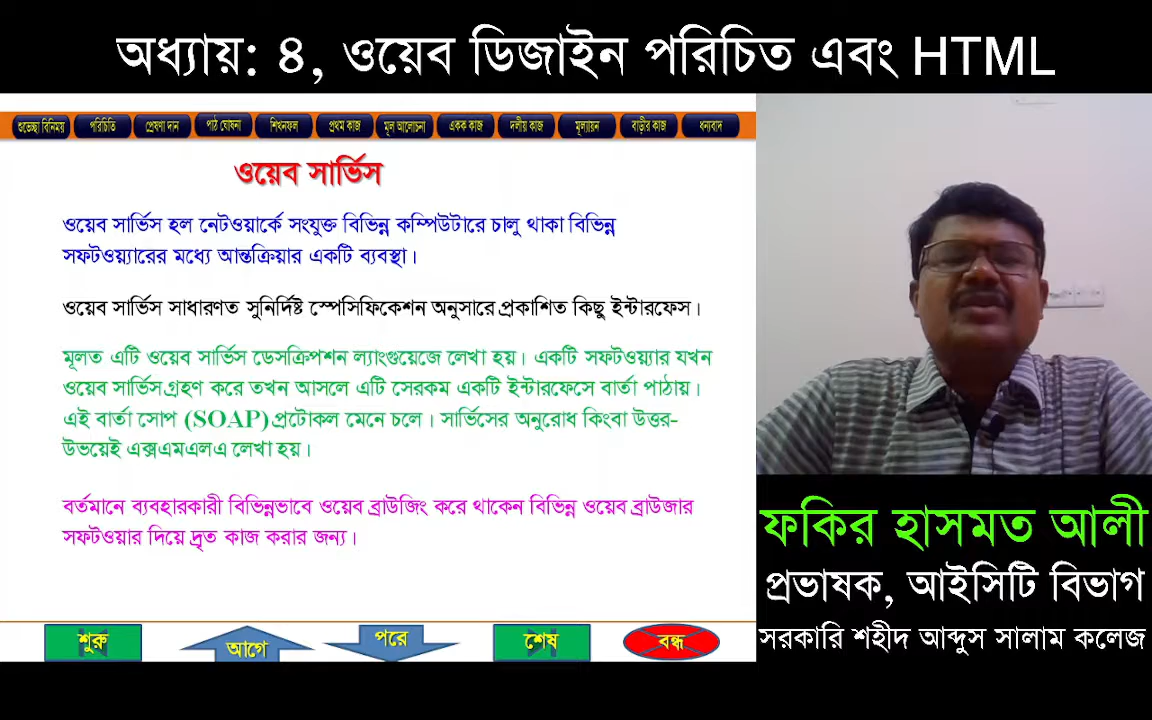 অধ্যায়: ৪, ওয়েব ডিজাইন পরিচিত এবং HTML
শুভেচ্ছা বিনিময় পরিচিতি প্রেষণা দান পাঠ ঘোষনা শিখনফল প্রথম কাজ মূল আলোচনা একক কাজ দলীয় কাজ মূল্যায়ন বাড়ীর কাজ ধন্যবাদ
ওয়েব সার্ভিস
ওয়েব সার্ভিস হল নেটওয়ার্কে সংযুক্ত বিভিন্ন কম্পিউটারে চালু থাকা বিভিন্ন
সফটওয়্যারের মধ্যে আন্তক্রিয়ার একটি ব্যবস্থা।
ওয়েব সার্ভিস সাধারণত সুনির্দিষ্ট স্পেসিফিকেশন অনুসারে প্রকাশিত কিছু ইন্টারফেস।
মূলত এটি ওয়েব সার্ভিস ডেসক্রিপশন ল্যাংগুয়েজে লেখা হয়। একটি সফটওয়্যার যখন
ওয়েব সার্ভিস গ্রহণ করে তখন আসলে এটি সেরকম একটি ইন্টারফেসে বার্তা পাঠায়।
এই বার্তা সোপ (SOAP) প্রটোকল মেনে চলে। সার্ভিসের অনুরোধ কিংবা উত্তর-
উভয়েই এক্সএমএলএ লেখা হয়।
বর্তমানে ব্যবহারকারী বিভিন্নভাবে ওয়েব ব্রাউজিং করে থাকেন বিভিন্ন ওয়েব ব্রাউজার
সফটওয়ার দিয়ে দ্রৃত কাজ করার জন্য।
শুরু আগে পরে শেষ বন্ধ
ফকির হাসমত আলী
প্রভাষক, আইসিটি বিভাগ
সরকারি শহীদ আব্দুস সালাম কলেজ